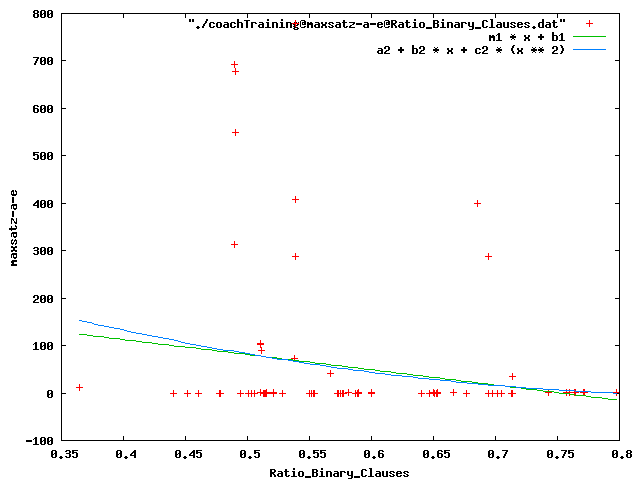 "./coachTraining@maxsatz-a-e@Ratio_Binary_Clauses.dat"
m1 * x + b1
a2 + b2 * x + c2 * (x ** 2)
800
700
600
500
400
300
200
100
0
-100
maxsatz-a-e
0.35 0.4 0.45 0.5 0.55 0.6 0.65 0.7 0.75 0.8
Ratio_Binary_Clauses